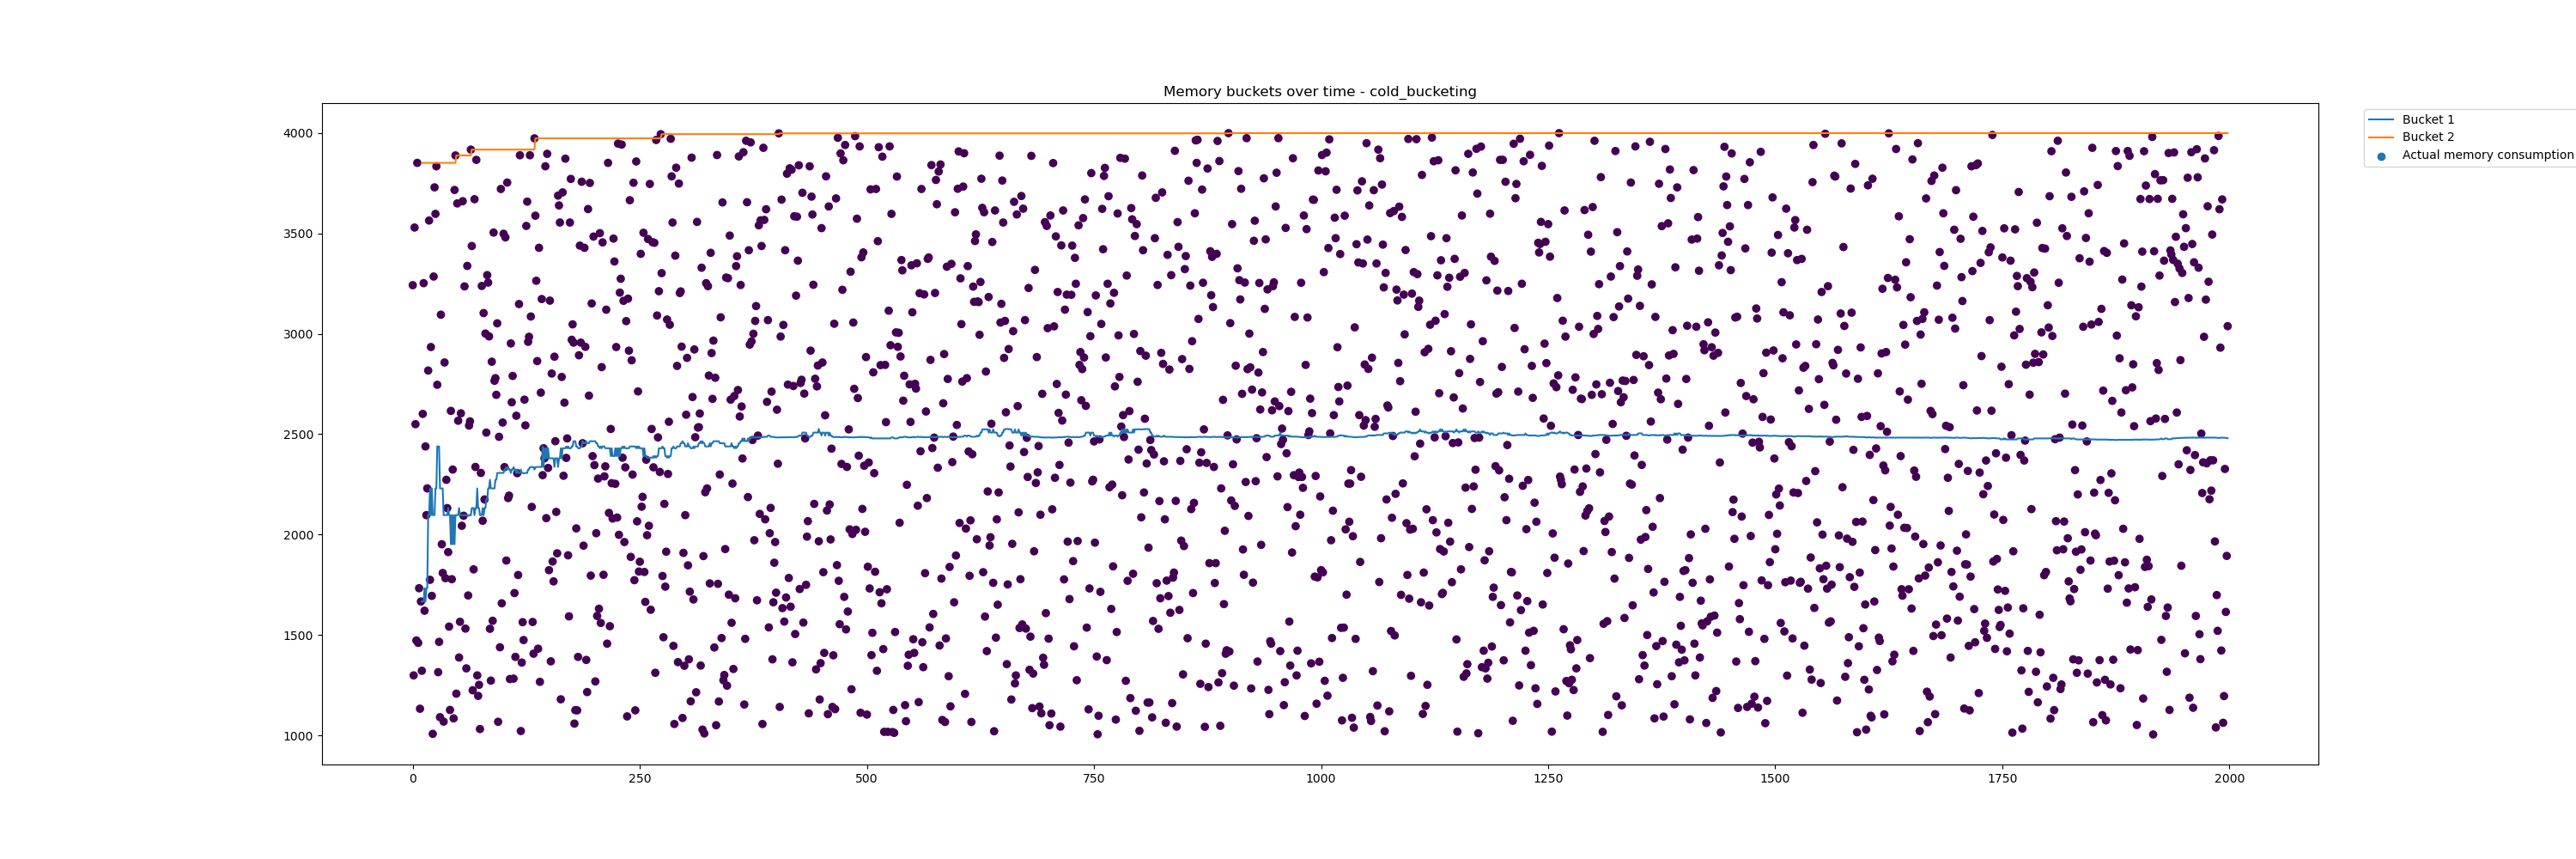 Memory buckets over time - cold_bucketing
Bucket 1
Bucket 2
Actual memory consumption
4000
3500
3000
2500
2000
1500
1000
0 250 500 750 1000 1250 1500 1750 2000